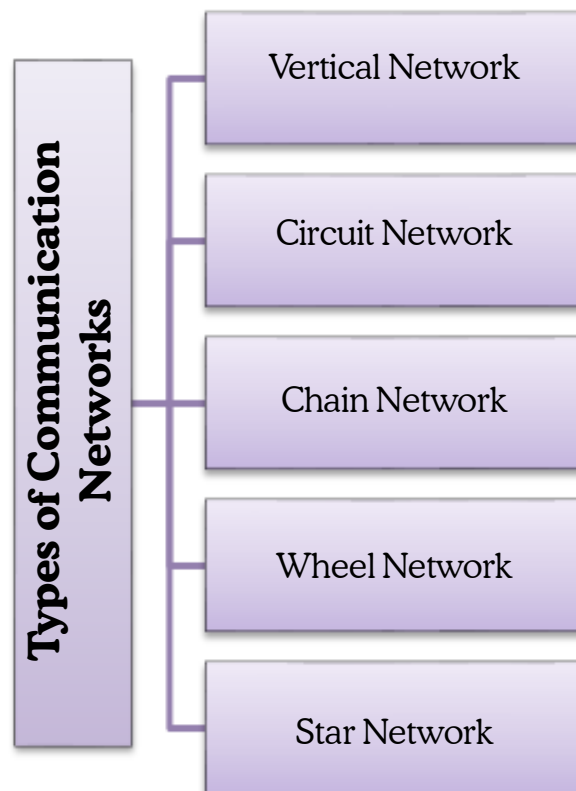 Types of Communication
Networks
Vertical Network
Circuit Network
Chain Network
Wheel Network
Star Network